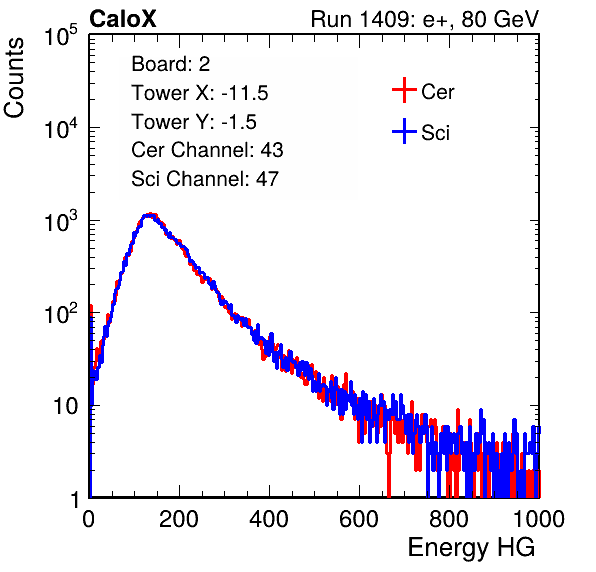 CaloX Run 1409: e+, 80 GeV
Counts
Board: 2
Tower X: -11.5
Tower Y: -1.5
Cer Channel: 43
Sci Channel: 47
Cer
Sci
10^5
10^4
10^3
10^2
10
1
0 200 400 600 800 1000
Energy HG